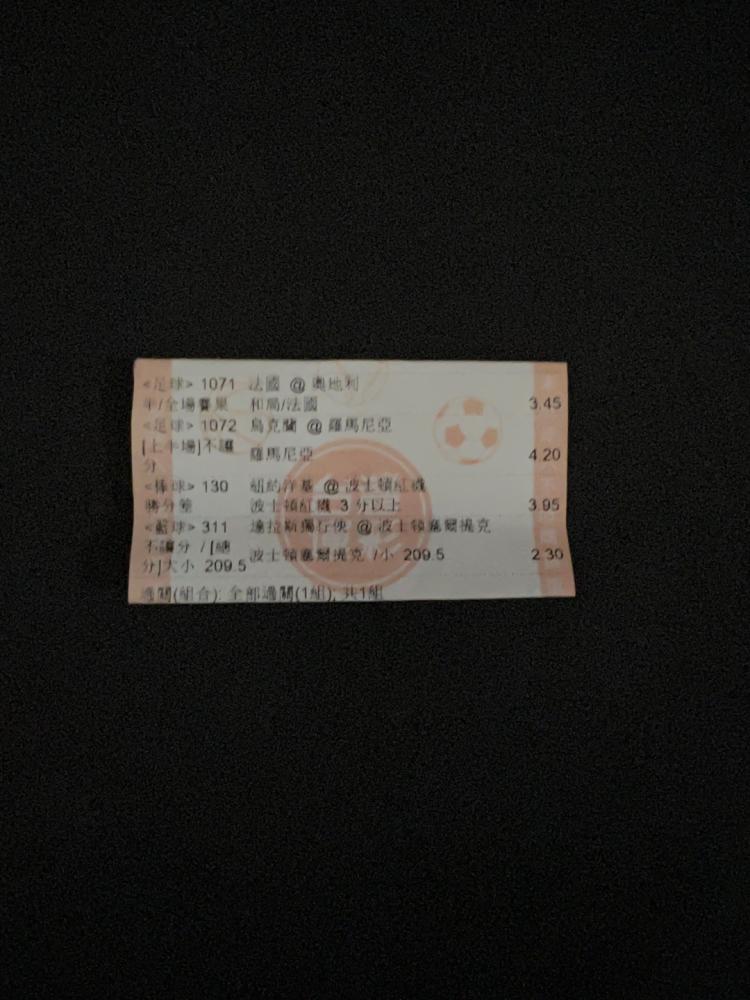 <足球> 1071 法國 @ 奧地利
半/全場賽果 和局/法國 3.45
<足球> 1072 烏克蘭 @ 羅馬尼亞
[上半場]不讓分 羅馬尼亞 4.20
<棒球> 130 紐約洋基 @ 波士頓紅襪
勝分差 波士頓紅襪 3 分以上 3.95
<籃球> 311 達拉斯獨行俠 @ 波士頓塞爾提克
不讓分 / [總分]大小 209.5 波士頓塞爾提克 /小 209.5 2.30
過關(組合): 全部過關(1組), 共1組